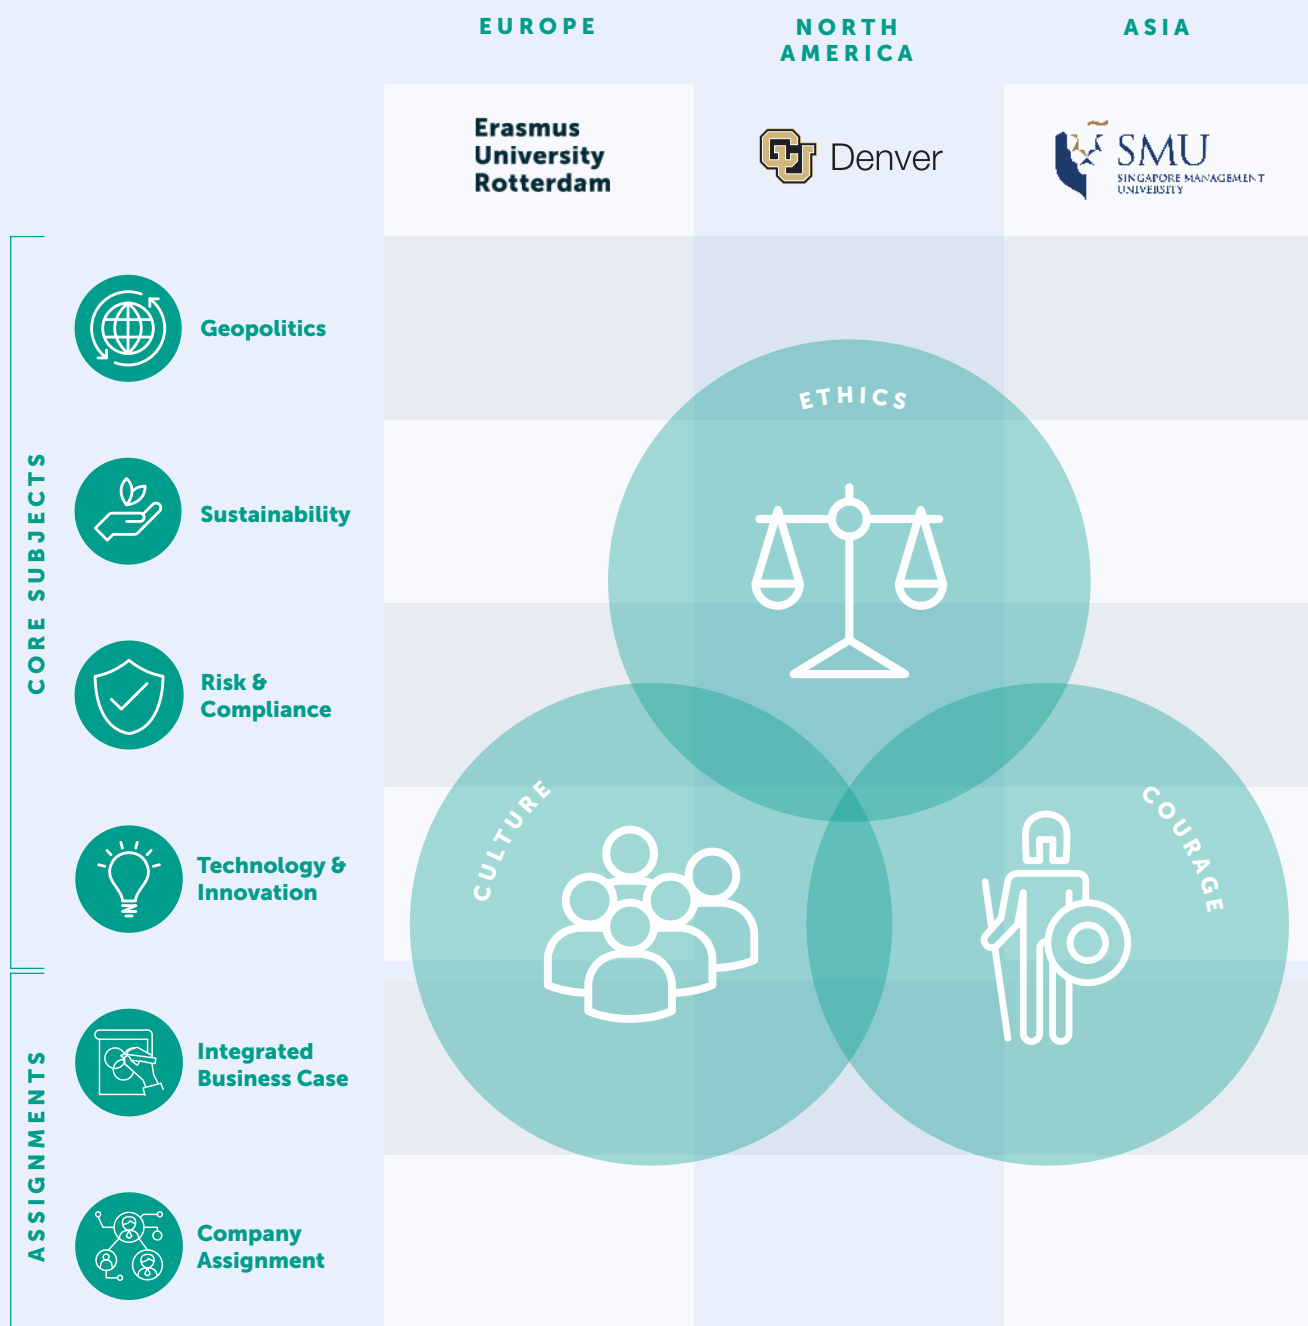 EUROPE
NORTH
AMERICA
ASIA
Erasmus
University
Rotterdam
CU Denver
SMU
SINGAPORE MANAGEMENT
UNIVERSITY
CORE SUBJECTS
Geopolitics
Sustainability
Risk &
Compliance
Technology &
Innovation
ASSIGNMENTS
Integrated
Business Case
Company
Assignment
ETHICS
CULTURE
COURAGE